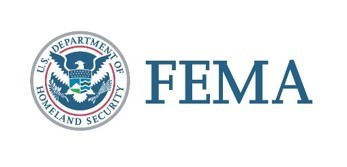 U.S. DEPARTMENT OF
HOMELAND SECURITY
FEMA